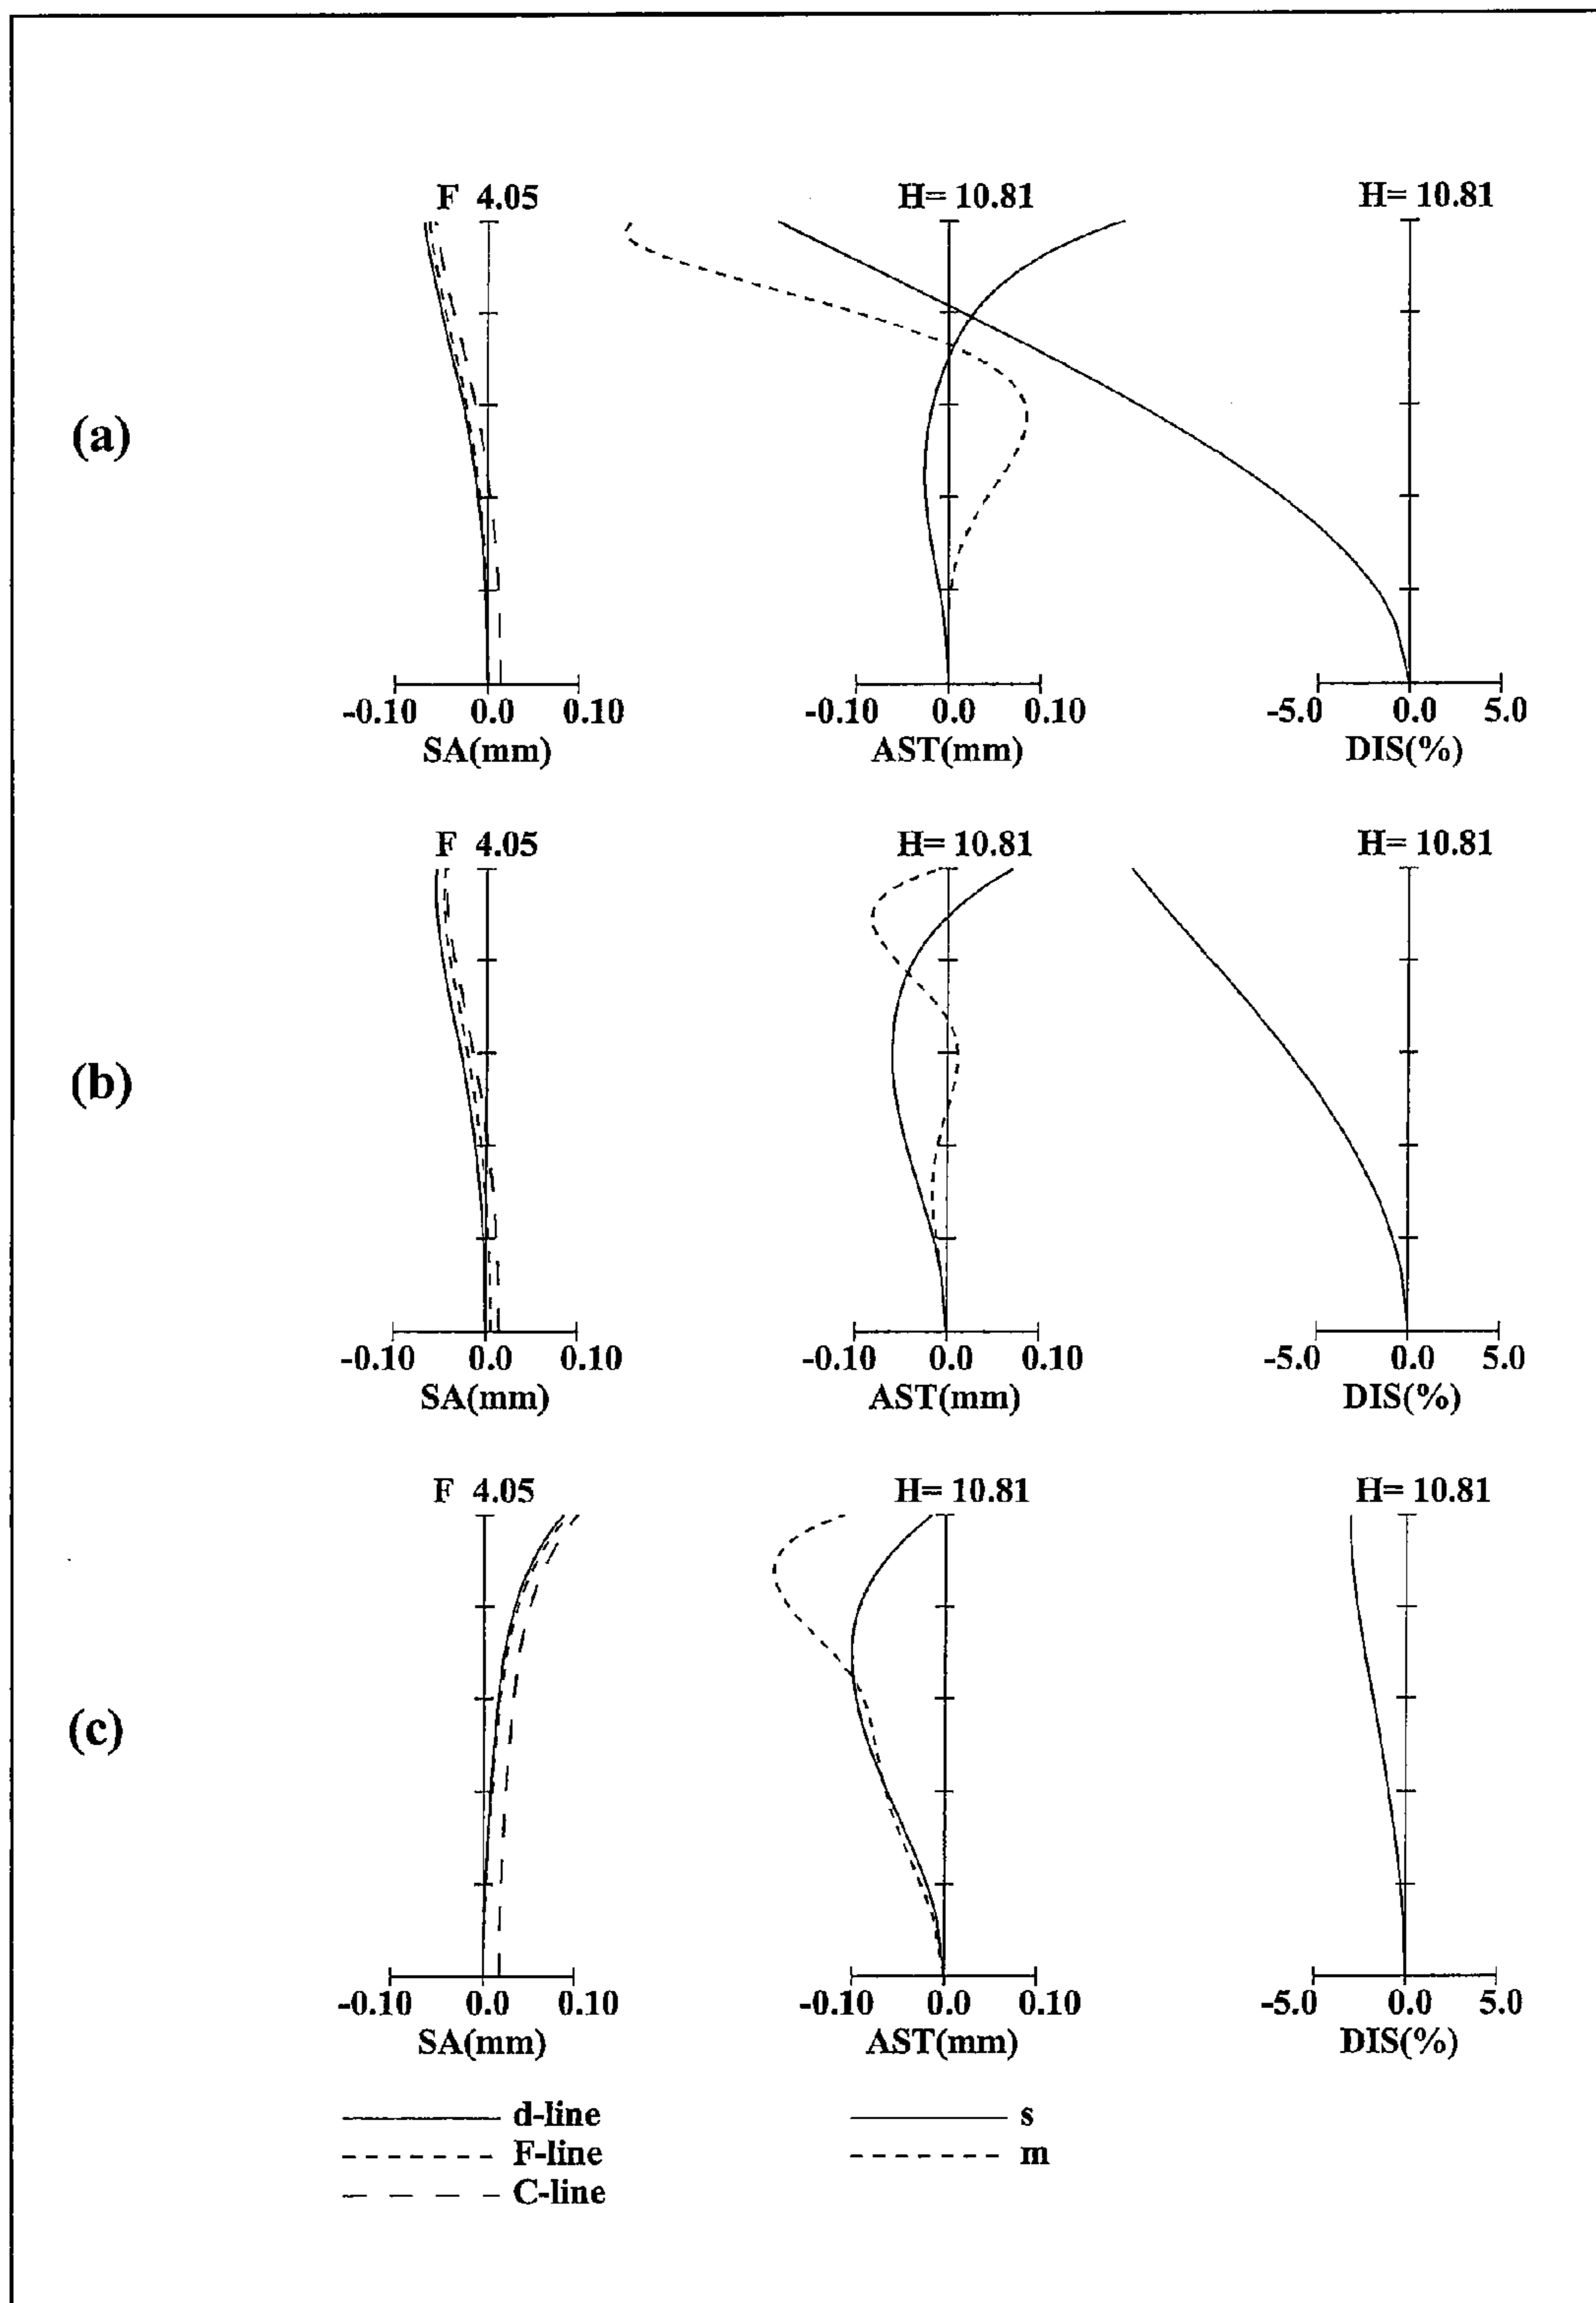 F 4.05 H= 10.81 H= 10.81
(a)
-0.10 0.0 0.10 -0.10 0.0 0.10 -5.0 0.0 5.0
SA(mm) AST(mm) DIS(%)
F 4.05 H= 10.81 H= 10.81
(b)
-0.10 0.0 0.10 -0.10 0.0 0.10 -5.0 0.0 5.0
SA(mm) AST(mm) DIS(%)
F 4.05 H= 10.81 H= 10.81
(c)
-0.10 0.0 0.10 -0.10 0.0 0.10 -5.0 0.0 5.0
SA(mm) AST(mm) DIS(%)
d-line s
F-line m
C-line